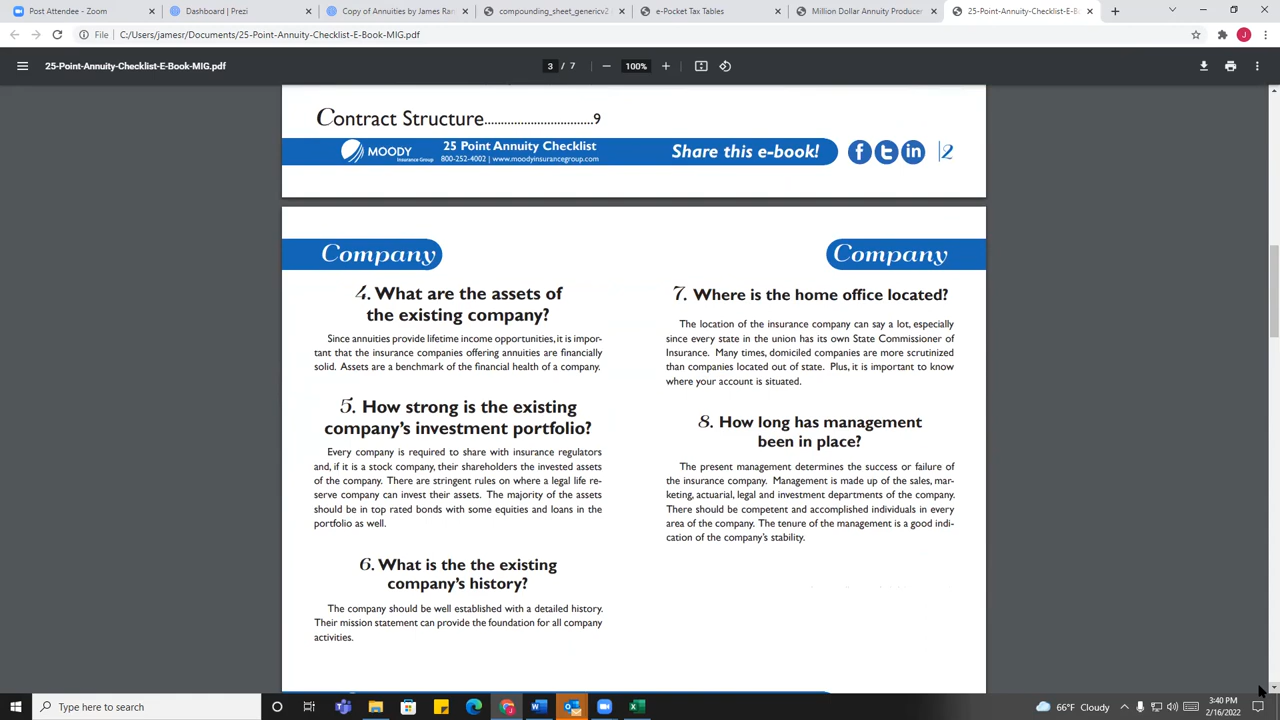 Post Attendee - Zoom
Dashboard | Prezi
Copy of Annuities by James Ran
compounding_sheet_genericv2
e-Pocket Tax Tables
Million Dollar Annuity Producer
25-Point-Annuity-Checklist-E-Bo
File
C:/Users/jamesr/Documents/25-Point-Annuity-Checklist-E-Book-MIG.pdf
J
25-Point-Annuity-Checklist-E-Book-MIG.pdf
3 / 7
100%
Contract Structure................................9
MOODY
Insurance Group
25 Point Annuity Checklist
800-252-4002 | www.moodyinsurancegroup.com
Share this e-book!
f t in |2
Company
4. What are the assets of
the existing company?
Since annuities provide lifetime income opportunities, it is impor-
tant that the insurance companies offering annuities are financially
solid. Assets are a benchmark of the financial health of a company.
5. How strong is the existing
company's investment portfolio?
Every company is required to share with insurance regulators
and, if it is a stock company, their shareholders the invested assets
of the company. There are stringent rules on where a legal life re-
serve company can invest their assets. The majority of the assets
should be in top rated bonds with some equities and loans in the
portfolio as well.
6. What is the the existing
company's history?
The company should be well established with a detailed history.
Their mission statement can provide the foundation for all company
activities.
Company
7. Where is the home office located?
The location of the insurance company can say a lot, especially
since every state in the union has its own State Commissioner of
Insurance. Many times, domiciled companies are more scrutinized
than companies located out of state. Plus, it is important to know
where your account is situated.
8. How long has management
been in place?
The present management determines the success or failure of
the insurance company. Management is made up of the sales, mar-
keting, actuarial, legal and investment departments of the company.
There should be competent and accomplished individuals in every
area of the company. The tenure of the management is a good indi-
cation of the company's stability.
Type here to search
66°F Cloudy
3:40 PM
2/16/2022